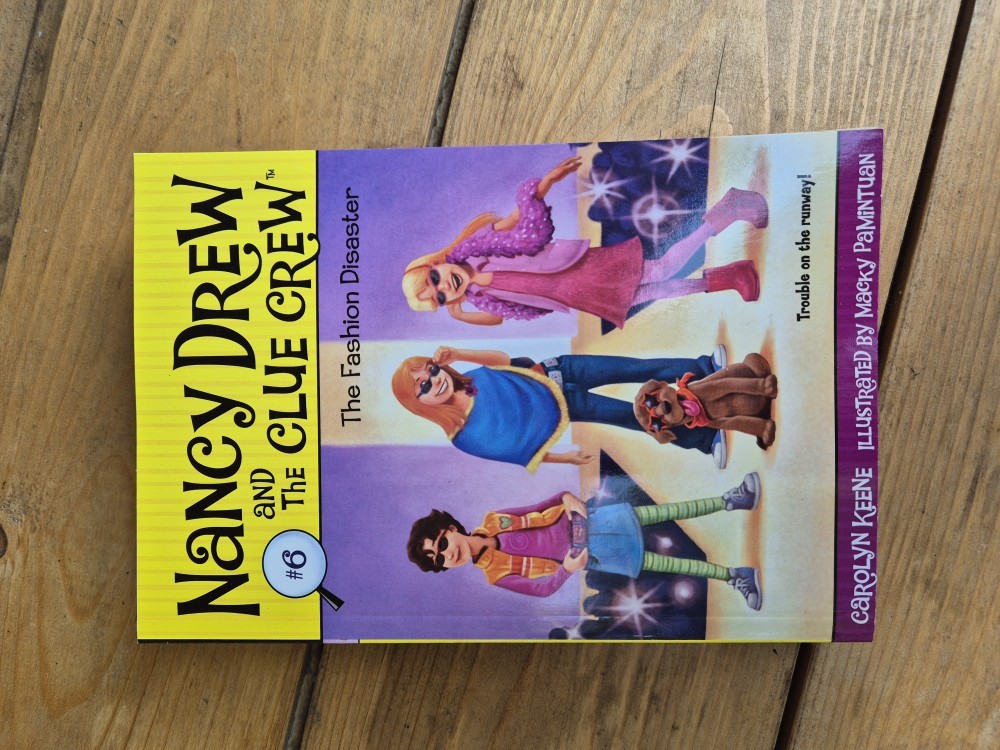 Nancy Drew
and
The Clue Crew™
#6
The Fashion Disaster
Trouble on the runway!
Carolyn Keene Illustrated by Macky Pamintuan